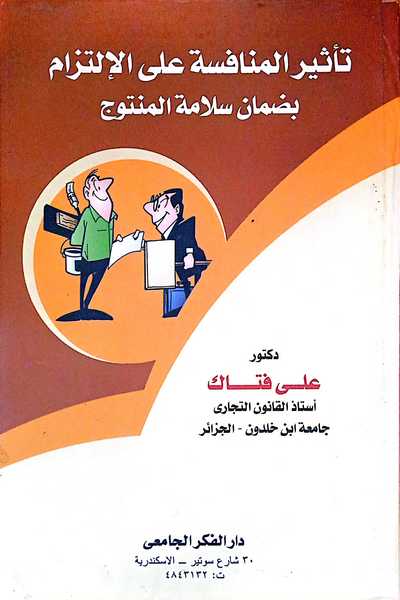 تأثير المنافسة على الإلتزام
بضمان سلامة المنتوج
دكتور
على فتاك
أستاذ القانون التجارى
جامعة ابن خلدون - الجزائر
دار الفكر الجامعى
٣٠ شارع سوتير – الاسكندرية
ت: ٤٨٤٣١٣٢